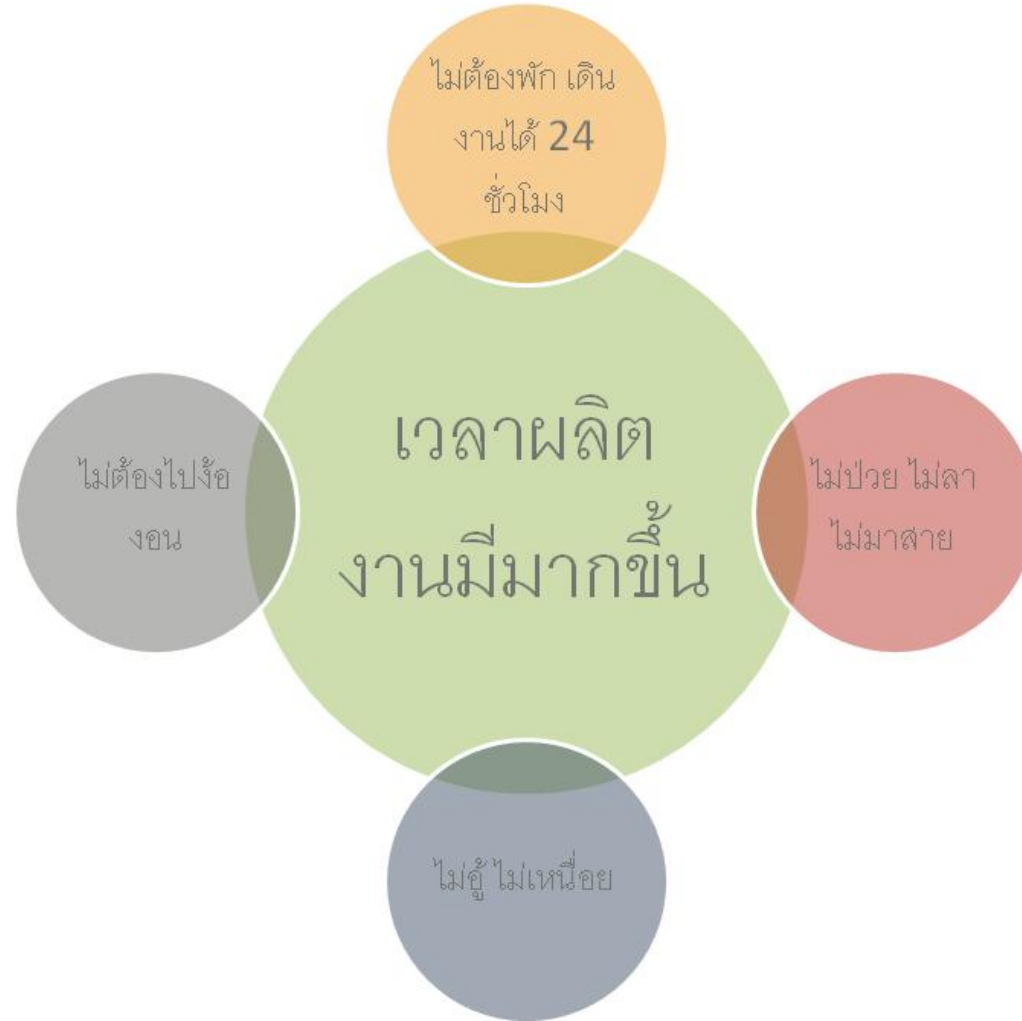 ไม่ต้องพัก เดิน
งานได้ 24
ชั่วโมง
เวลาผลิต
งานมีมากขึ้น
ไม่ต้องไปง้อ
งอน
ไม่ป่วย ไม่ลา
ไม่มาสาย
ไม่อู้ ไม่เหนื่อย